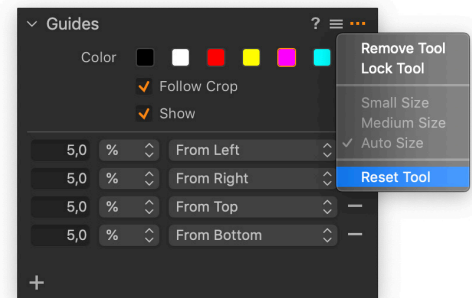 Guides ?
Color
Follow Crop
Show
5,0 % From Left
5,0 % From Right
5,0 % From Top
5,0 % From Bottom
+
Remove Tool
Lock Tool
Small Size
Medium Size
✓ Auto Size
Reset Tool